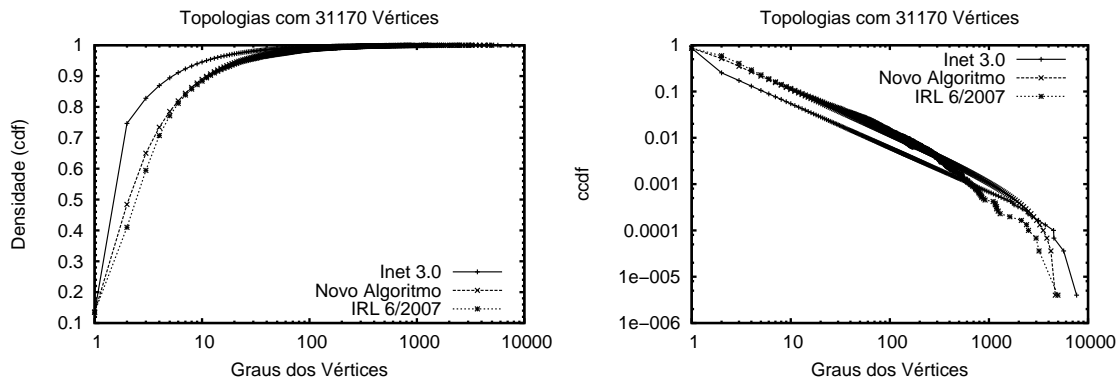 Topologias com 31170 Vértices
1
0.9
0.8
0.7
0.6
0.5
0.4
0.3
0.2
0.1
Densidade (cdf)
Inet 3.0
Novo Algoritmo
IRL 6/2007
1 10 100 1000 10000
Graus dos Vértices
Topologias com 31170 Vértices
1
0.1
0.01
0.001
0.0001
1e-005
1e-006
ccdf
Inet 3.0
Novo Algoritmo
IRL 6/2007
1 10 100 1000 10000
Graus dos Vértices